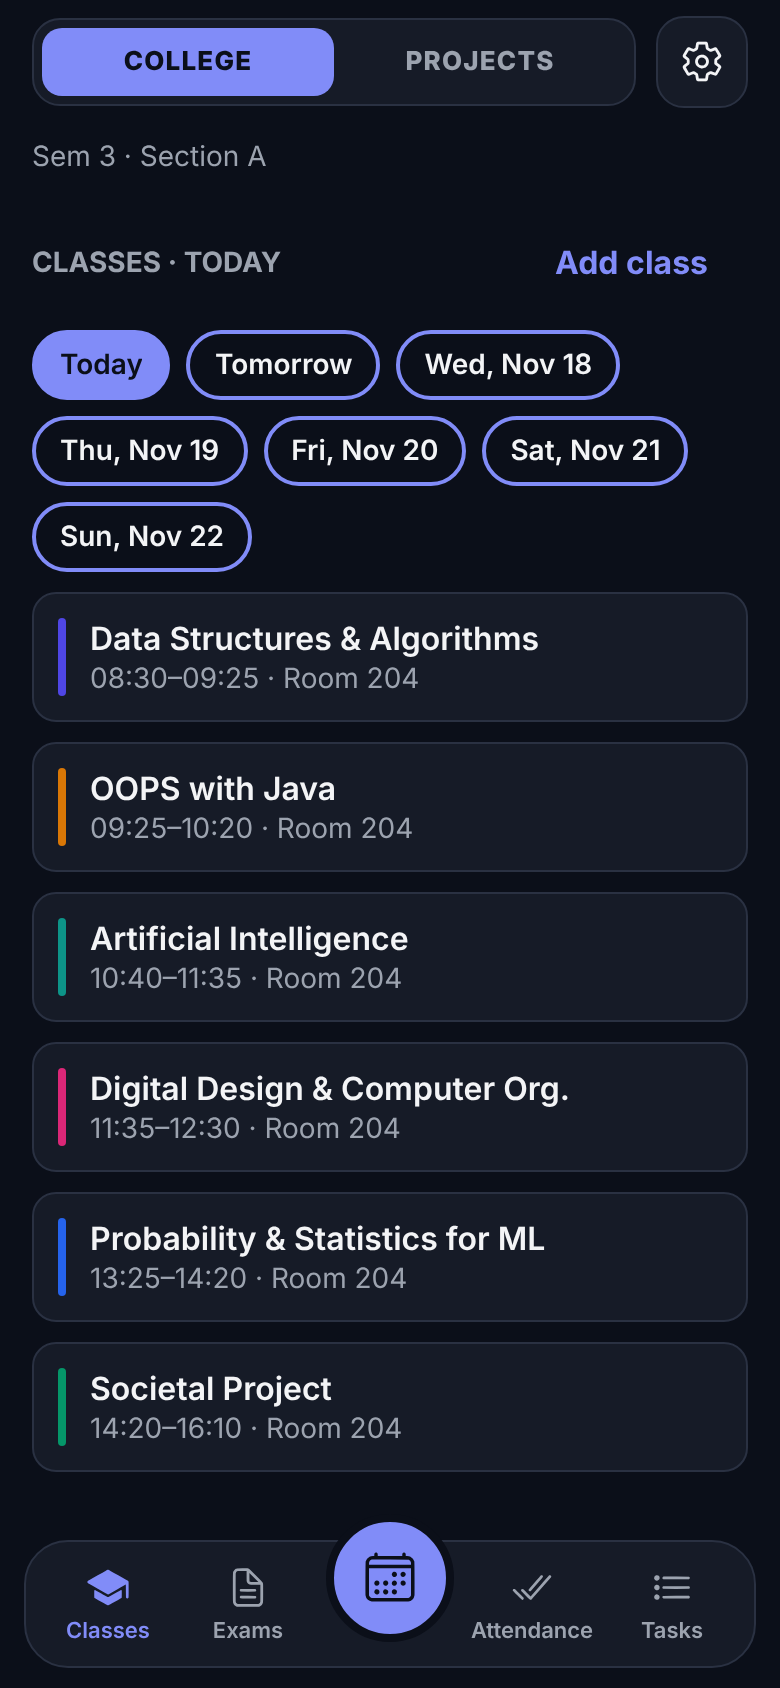 COLLEGE PROJECTS
Sem 3 · Section A
CLASSES · TODAY Add class
Today Tomorrow Wed, Nov 18
Thu, Nov 19 Fri, Nov 20 Sat, Nov 21
Sun, Nov 22
Data Structures & Algorithms
08:30–09:25 · Room 204
OOPS with Java
09:25–10:20 · Room 204
Artificial Intelligence
10:40–11:35 · Room 204
Digital Design & Computer Org.
11:35–12:30 · Room 204
Probability & Statistics for ML
13:25–14:20 · Room 204
Societal Project
14:20–16:10 · Room 204
Classes Exams Attendance Tasks